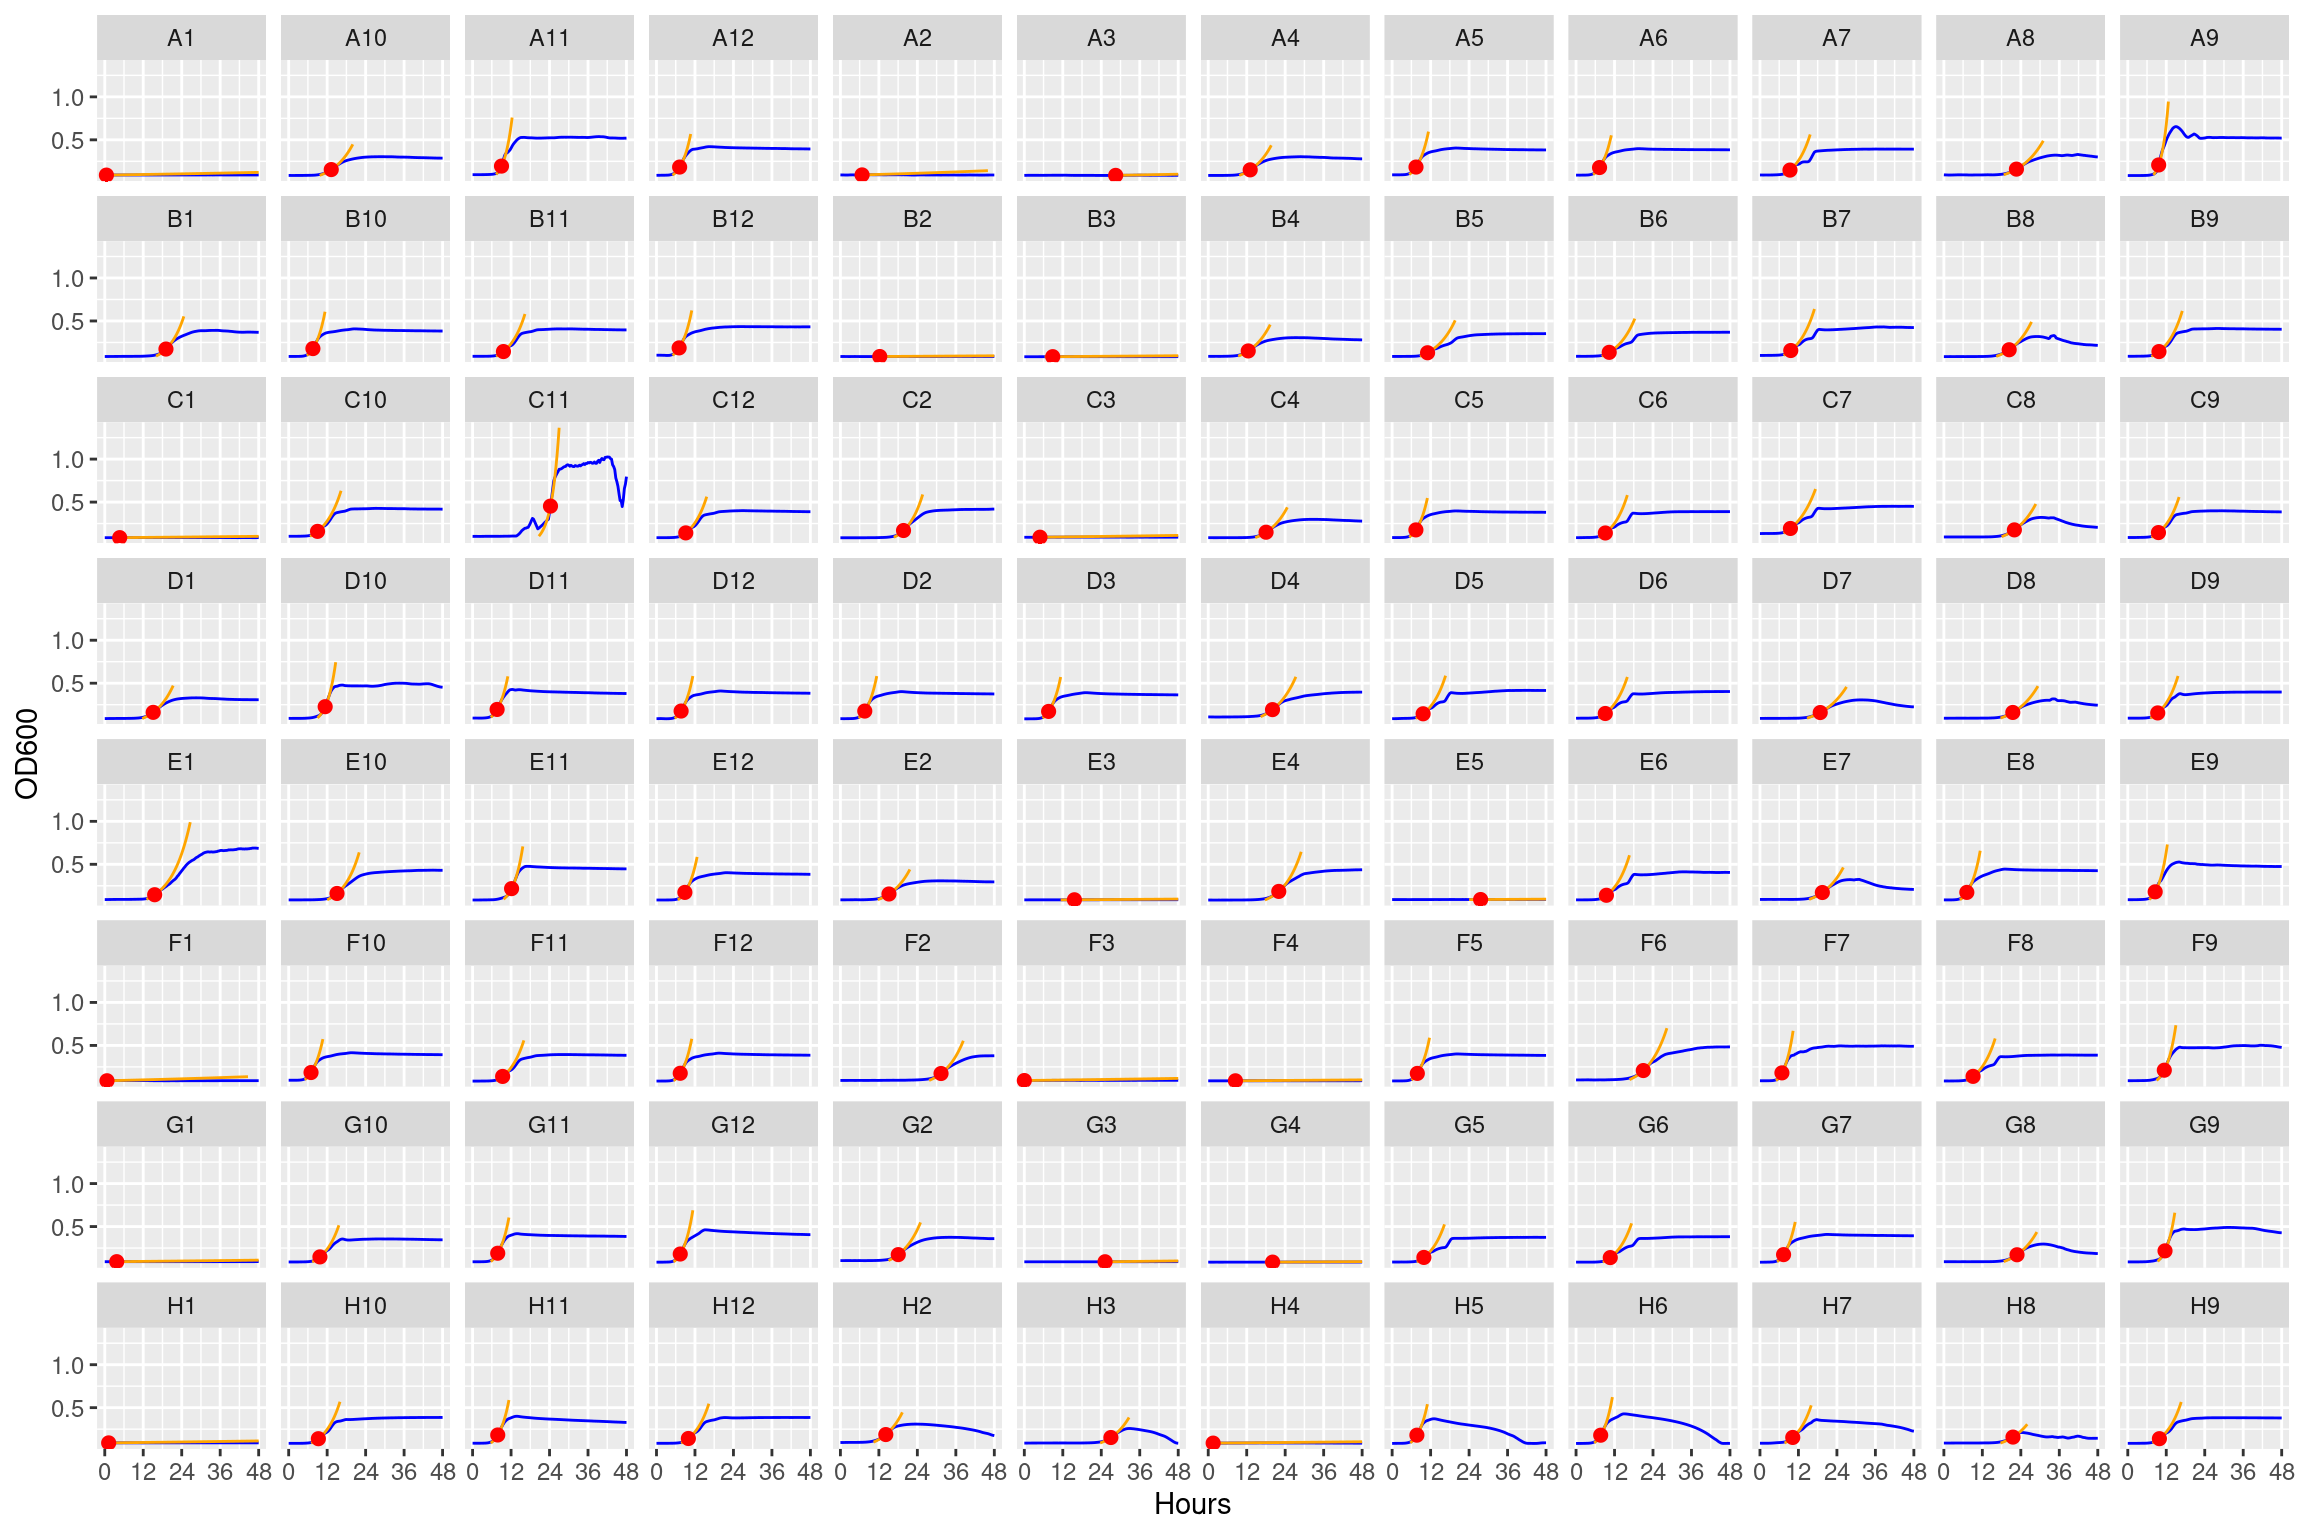 A1 A10 A11 A12 A2 A3 A4 A5 A6 A7 A8 A9
1.0
0.5
B1 B10 B11 B12 B2 B3 B4 B5 B6 B7 B8 B9
1.0
0.5
C1 C10 C11 C12 C2 C3 C4 C5 C6 C7 C8 C9
1.0
0.5
D1 D10 D11 D12 D2 D3 D4 D5 D6 D7 D8 D9
1.0
0.5
OD600
E1 E10 E11 E12 E2 E3 E4 E5 E6 E7 E8 E9
1.0
0.5
F1 F10 F11 F12 F2 F3 F4 F5 F6 F7 F8 F9
1.0
0.5
G1 G10 G11 G12 G2 G3 G4 G5 G6 G7 G8 G9
1.0
0.5
H1 H10 H11 H12 H2 H3 H4 H5 H6 H7 H8 H9
1.0
0.5
0 12 24 36 48 0 12 24 36 48 0 12 24 36 48 0 12 24 36 48 0 12 24 36 48 0 12 24 36 48 0 12 24 36 48 0 12 24 36 48 0 12 24 36 48 0 12 24 36 48 0 12 24 36 48 0 12 24 36 48
Hours